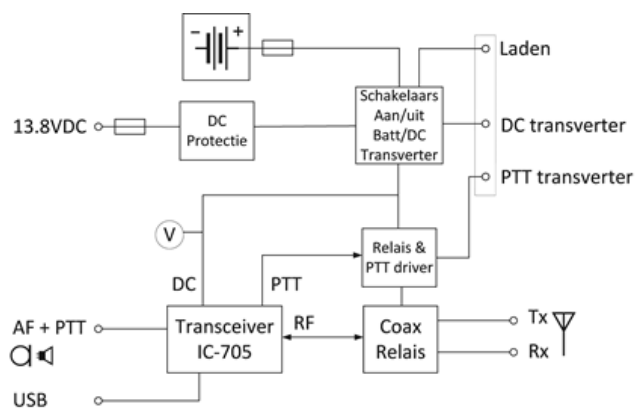 - +
Laden
Schakelaars
Aan/uit
Batt/DC
Transverter
13.8VDC
DC
Protectie
DC transverter
PTT transverter
V
Relais &
PTT driver
DC
PTT
AF + PTT
Transceiver
IC-705
RF
Coax
Relais
Tx
Rx
USB